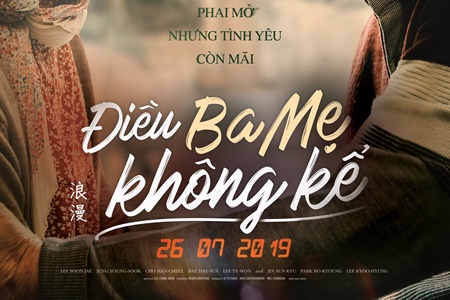 PHAI MỜ
NHƯNG TÌNH YÊU
CÒN MÃI
Điều Ba Mẹ
không kể
浪漫
26 07 2019
LEE SOON JAE JUNG YOUNG-SOOK CHO HAN-CHEUL BAE HAE-SUN LEE YE-WON and JIN SUN-KYU PARK BO-KYOUNG LEE KYOO-HYUNG